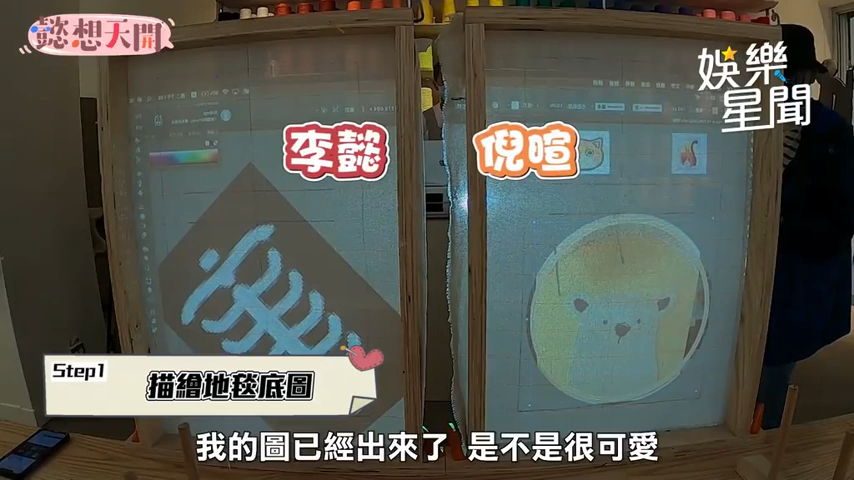 懿想天開
娛樂
星聞
李懿
倪暄
Step1
描繪地毯底圖
我的圖已經出來了 是不是很可愛